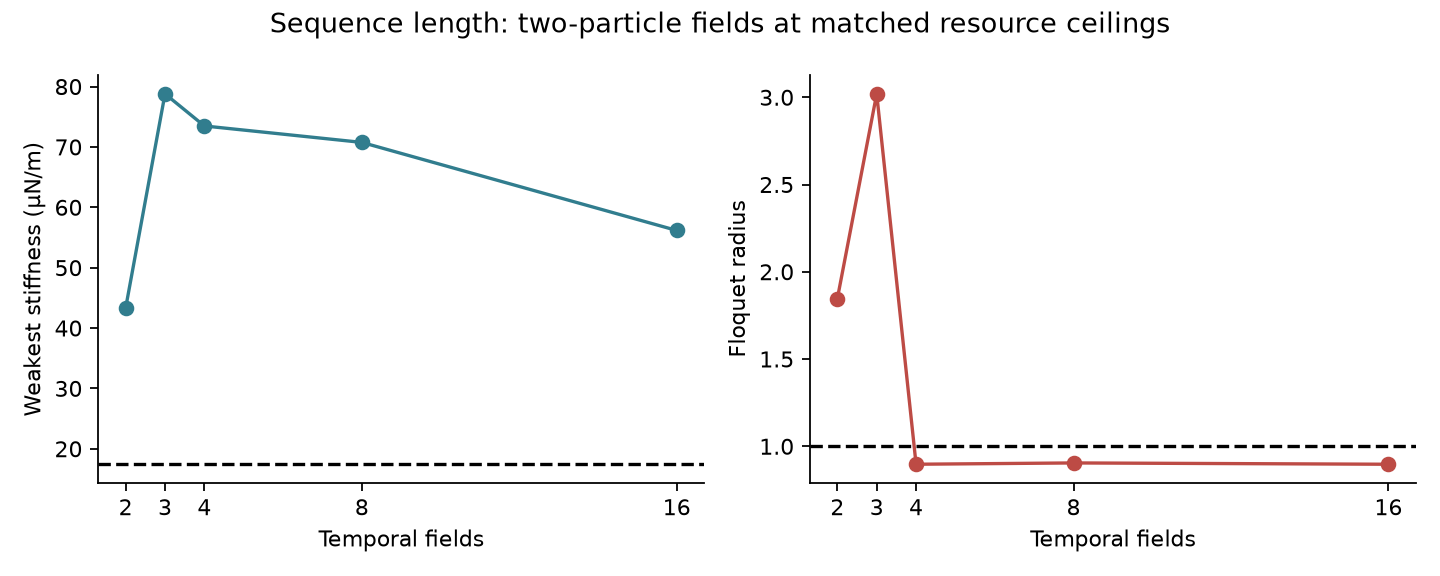 Sequence length: two-particle fields at matched resource ceilings
Weakest stiffness (µN/m)
80
70
60
50
40
30
20
2 3 4 8 16
Temporal fields
Floquet radius
3.0
2.5
2.0
1.5
1.0
2 3 4 8 16
Temporal fields